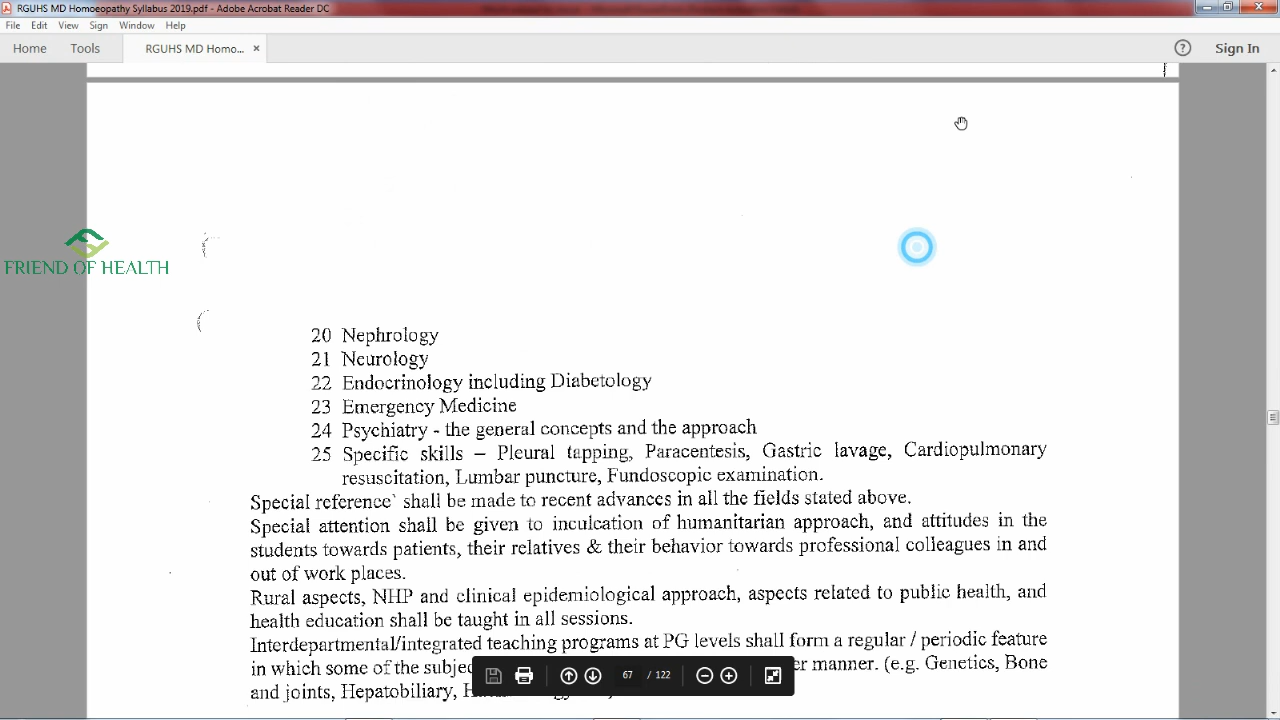 RGUHS MD Homoeopathy Syllabus 2019.pdf - Adobe Acrobat Reader DC
File Edit View Sign Window Help
Home Tools RGUHS MD Homo... × ? Sign In
FRIEND OF HEALTH
20 Nephrology
21 Neurology
22 Endocrinology including Diabetology
23 Emergency Medicine
24 Psychiatry - the general concepts and the approach
25 Specific skills – Pleural tapping, Paracentesis, Gastric lavage, Cardiopulmonary
resuscitation, Lumbar puncture, Fundoscopic examination.
Special reference shall be made to recent advances in all the fields stated above.
Special attention shall be given to inculcation of humanitarian approach, and attitudes in the
students towards patients, their relatives & their behavior towards professional colleagues in and
out of work places.
Rural aspects, NHP and clinical epidemiological approach, aspects related to public health, and
health education shall be taught in all sessions.
Interdepartmental/integrated teaching programs at PG levels shall form a regular / periodic feature
in which some of the manner. (e.g. Genetics, Bone
and joints, Hepatobiliary,
67 / 122